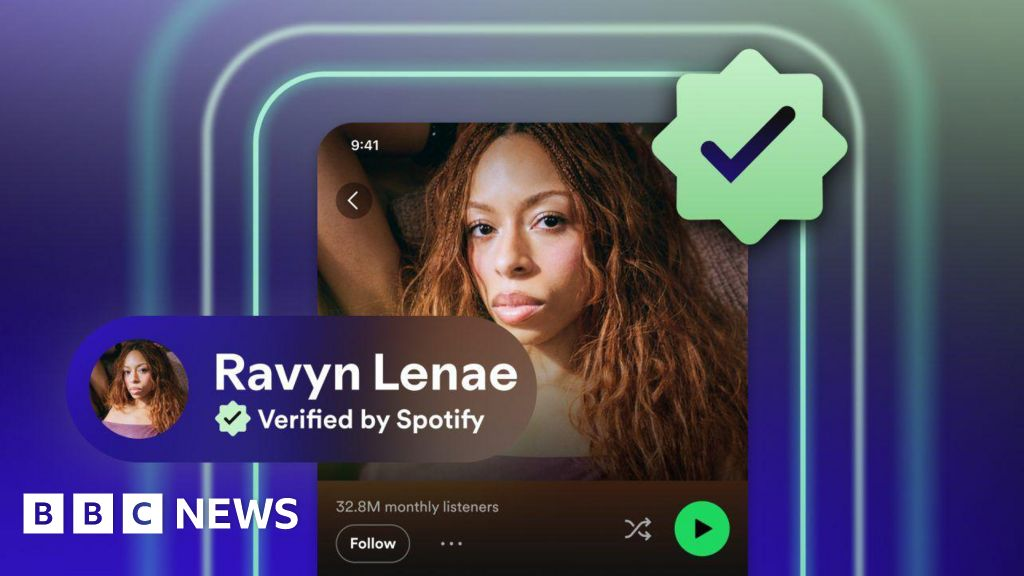 9:41
Ravyn Lenae
Verified by Spotify
32.8M monthly listeners
Follow
BBC NEWS